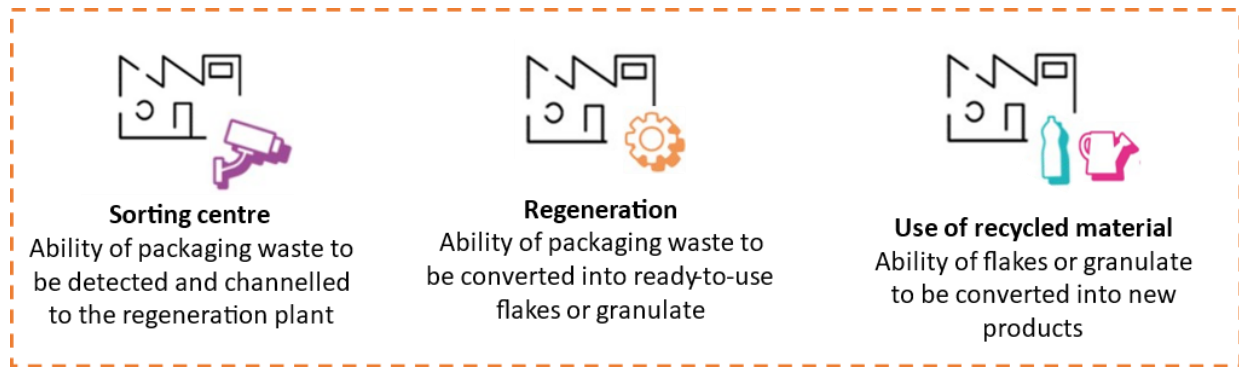 Sorting centre
Ability of packaging waste to
be detected and channelled
to the regeneration plant
Regeneration
Ability of packaging waste to
be converted into ready-to-use
flakes or granulate
Use of recycled material
Ability of flakes or granulate
to be converted into new
products